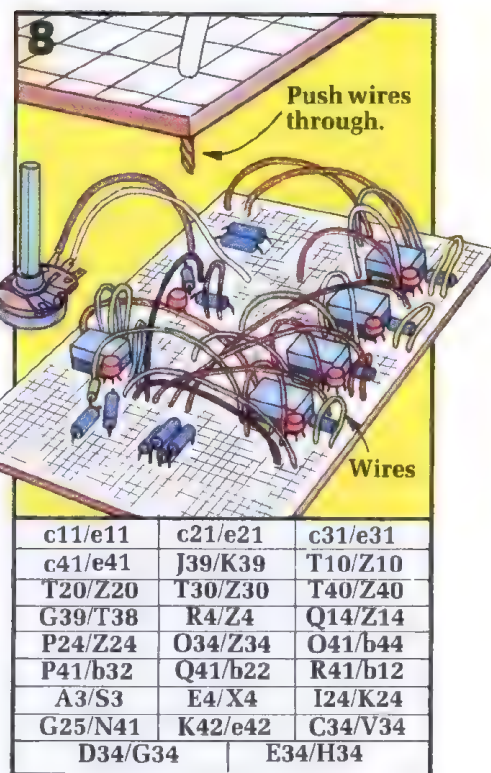 8
Push wires
through.
Wires
c11/e11 c21/e21 c31/e31
c41/e41 J39/K39 T10/Z10
T20/Z20 T30/Z30 T40/Z40
G39/T38 R4/Z4 Q14/Z14
P24/Z24 O34/Z34 O41/b44
P41/b32 Q41/b22 R41/b12
A3/S3 E4/X4 I24/K24
G25/N41 K42/e42 C34/V34
D34/G34 E34/H34